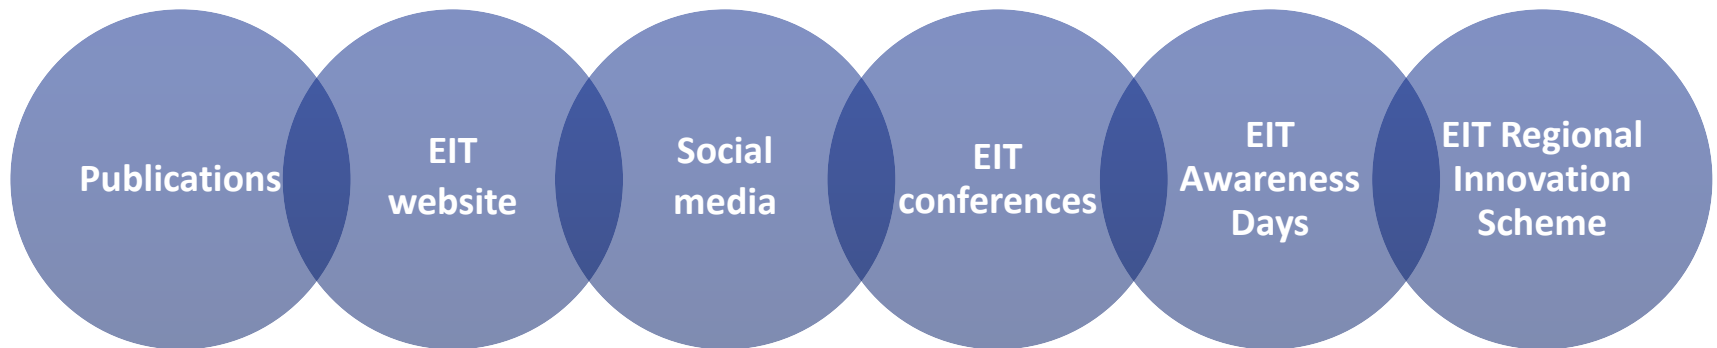 Publications
EIT
website
Social
media
EIT
conferences
EIT
Awareness
Days
EIT Regional
Innovation
Scheme